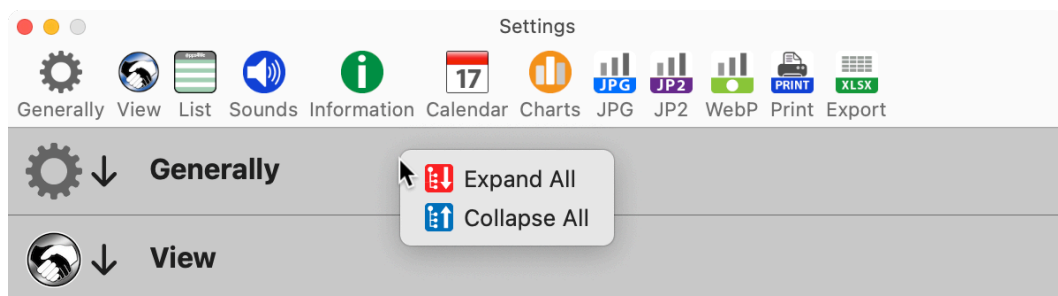 Settings
17
JPG JP2 PRINT XLSX
Generally View List Sounds Information Calendar Charts JPG JP2 WebP Print Export
Generally
Expand All
Collapse All
View